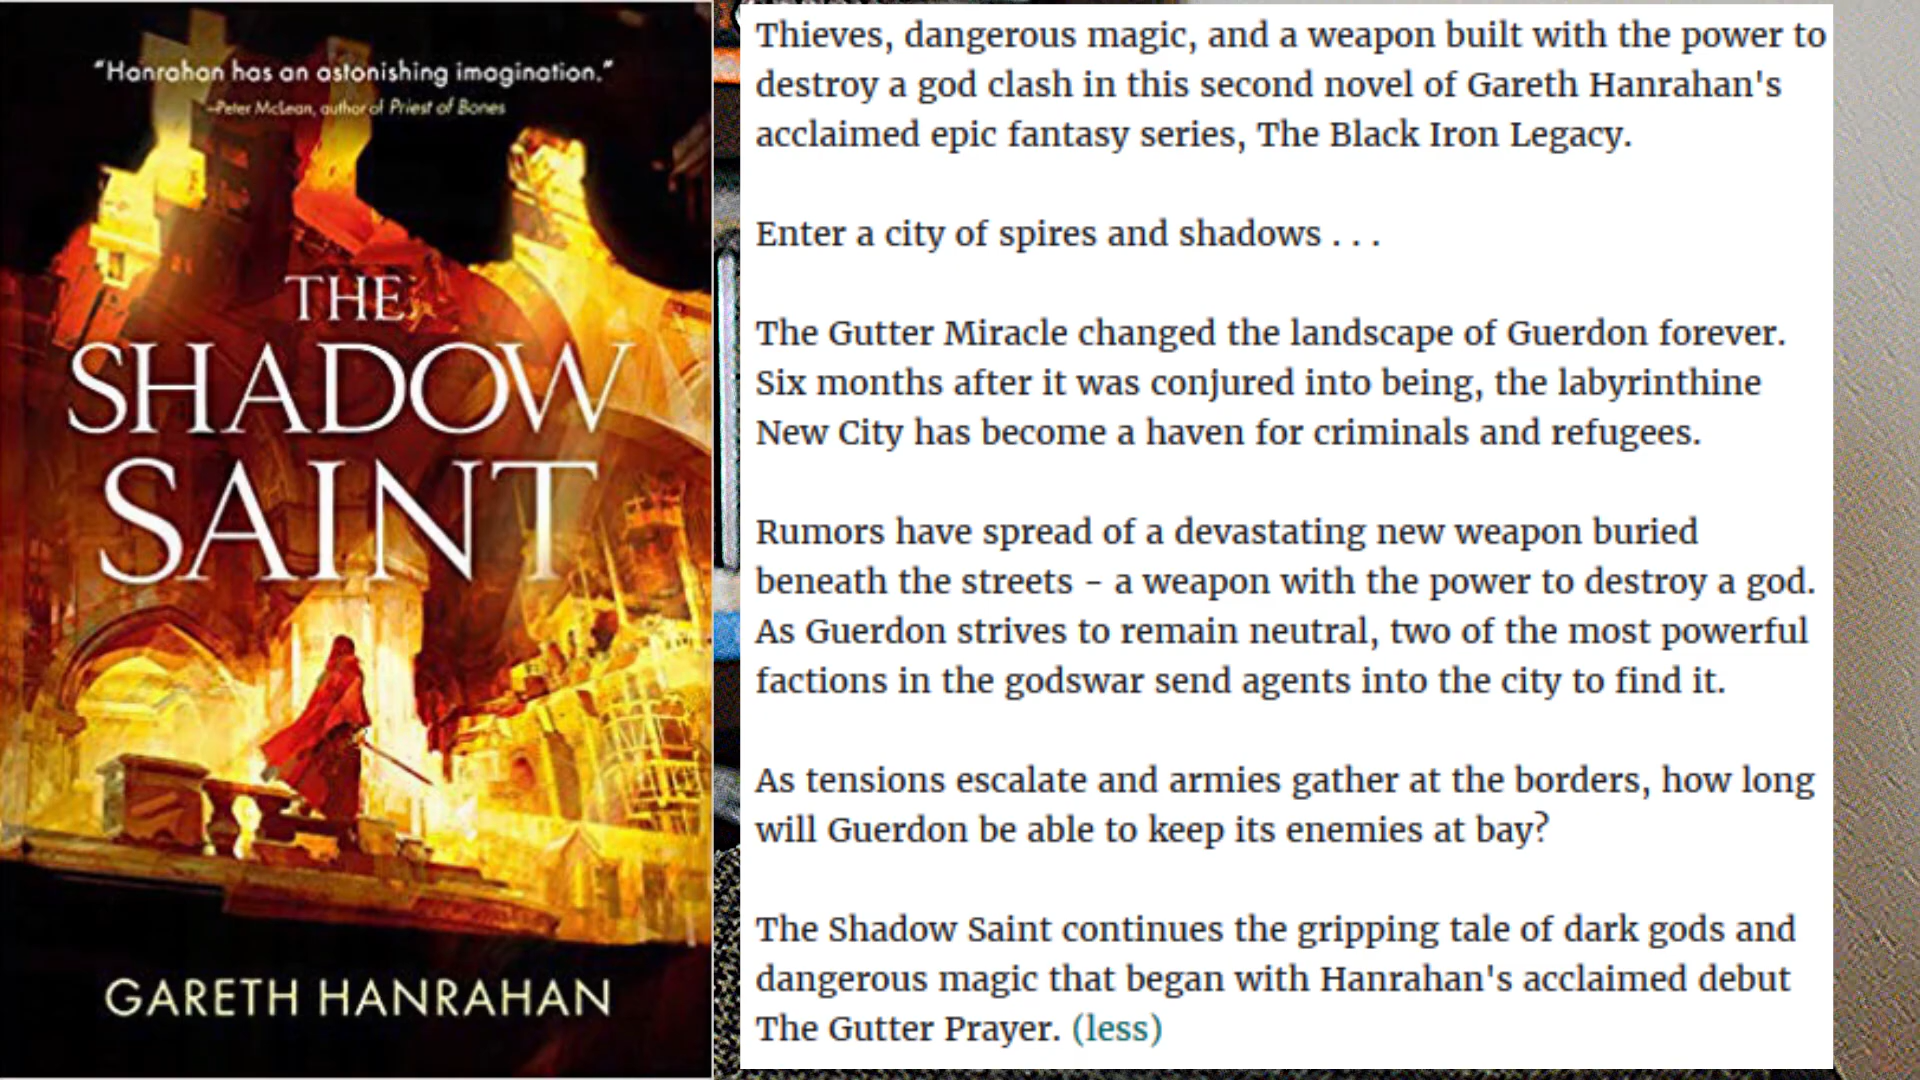 “Hanrahan has an astonishing imagination.”
—Peter McLean, author of Priest of Bones
THE
SHADOW
SAINT
GARETH HANRAHAN
Thieves, dangerous magic, and a weapon built with the power to
destroy a god clash in this second novel of Gareth Hanrahan's
acclaimed epic fantasy series, The Black Iron Legacy.
Enter a city of spires and shadows . . .
The Gutter Miracle changed the landscape of Guerdon forever.
Six months after it was conjured into being, the labyrinthine
New City has become a haven for criminals and refugees.
Rumors have spread of a devastating new weapon buried
beneath the streets - a weapon with the power to destroy a god.
As Guerdon strives to remain neutral, two of the most powerful
factions in the godswar send agents into the city to find it.
As tensions escalate and armies gather at the borders, how long
will Guerdon be able to keep its enemies at bay?
The Shadow Saint continues the gripping tale of dark gods and
dangerous magic that began with Hanrahan's acclaimed debut
The Gutter Prayer. (less)